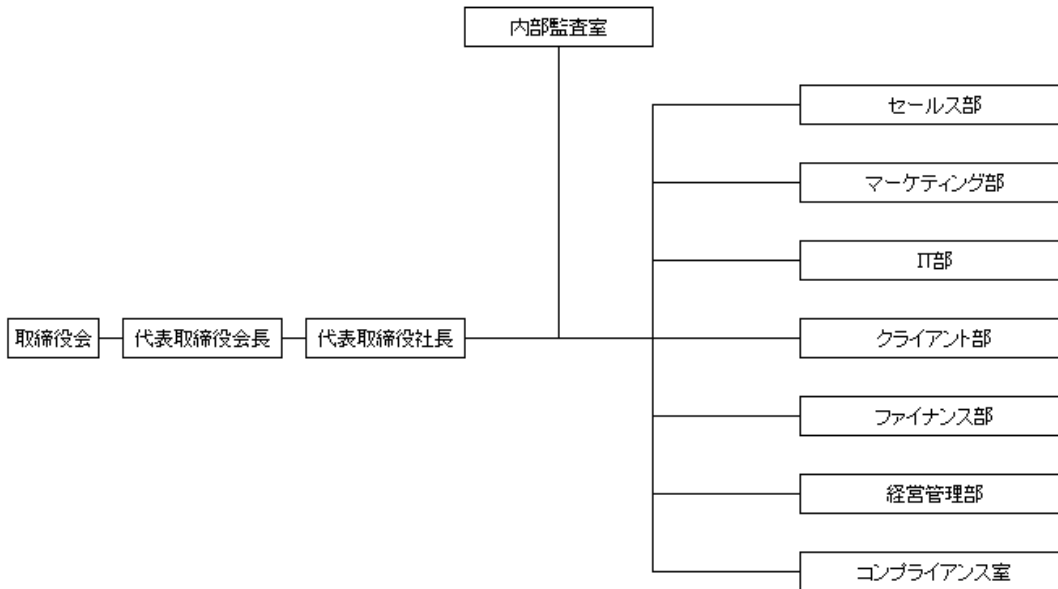 内部監査室
セールス部
マーケティング部
IT部
取締役会
代表取締役会長
代表取締役社長
クライアント部
ファイナンス部
経営管理部
コンプライアンス室